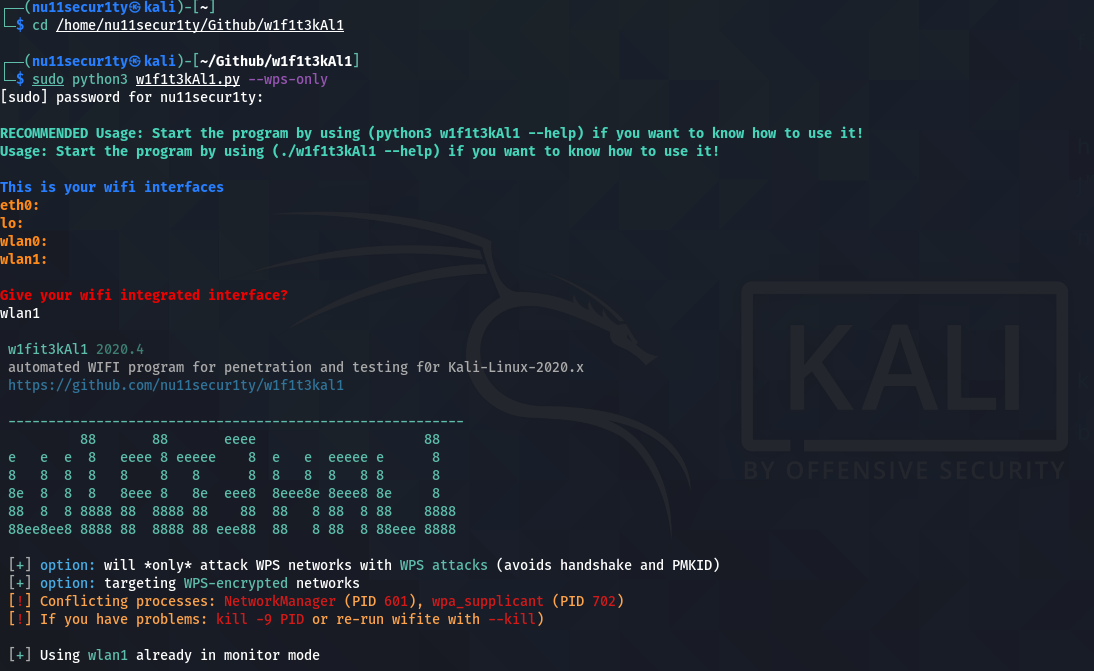 ┌──(nu11secur1ty㉿kali)-[~]
└─$ cd /home/nu11secur1ty/Github/w1f1t3kAl1
┌──(nu11secur1ty㉿kali)-[~/Github/w1f1t3kAl1]
└─$ sudo python3 w1f1t3kAl1.py --wps-only
[sudo] password for nu11secur1ty:
RECOMMENDED Usage: Start the program by using (python3 w1f1t3kAl1 --help) if you want to know how to use it!
Usage: Start the program by using (./w1f1t3kAl1 --help) if you want to know how to use it!
This is your wifi interfaces
eth0:
lo:
wlan0:
wlan1:
Give your wifi integrated interface?
wlan1
w1fit3kAl1 2020.4
automated WIFI program for penetration and testing f0r Kali-Linux-2020.x
https://github.com/nu11secur1ty/w1f1t3kal1
---------------------------------------------------------
         88       88       eeee                     88
e   e  e  8   eeee 8 eeeee    8  e   e  eeeee e      8
8   8  8  8   8    8   8      8  8   8  8   8 8      8
8e  8  8  8   8eee 8   8e  eee8  8eee8e 8eee8 8e     8
88  8  8 8888 88  8888 88     88  88   8 88  8 88    8888
88ee8ee8 8888 88  8888 88 eee88  88   8 88  8 88eee 8888
[+] option: will *only* attack WPS networks with WPS attacks (avoids handshake and PMKID)
[+] option: targeting WPS-encrypted networks
[!] Conflicting processes: NetworkManager (PID 601), wpa_supplicant (PID 702)
[!] If you have problems: kill -9 PID or re-run wifite with --kill)
[+] Using wlan1 already in monitor mode
KALI
BY OFFENSIVE SECURITY